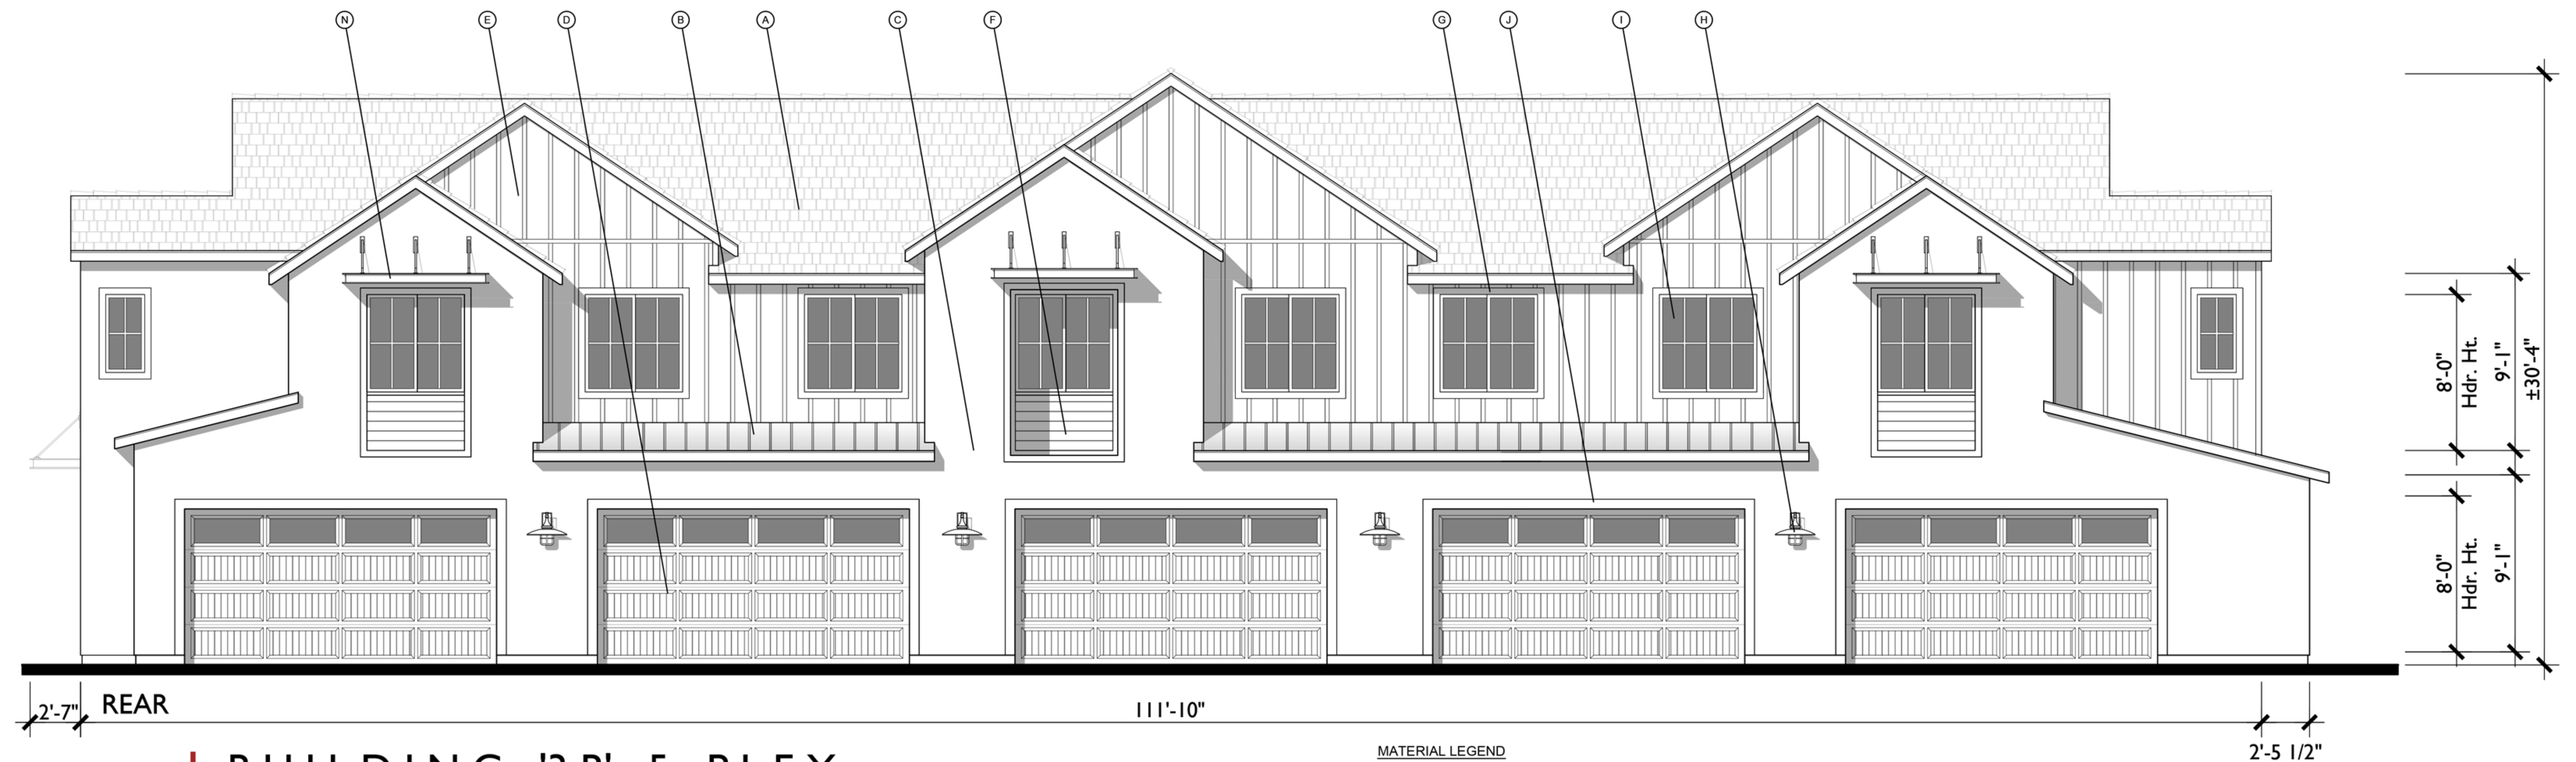 N E D B A C F G J I H
8'-0"
Hdr. Ht.
9'-1"
±30'-4"
8'-0"
Hdr. Ht.
9'-1"
2'-7"
REAR
111'-10"
2'-5 1/2"
MATERIAL LEGEND